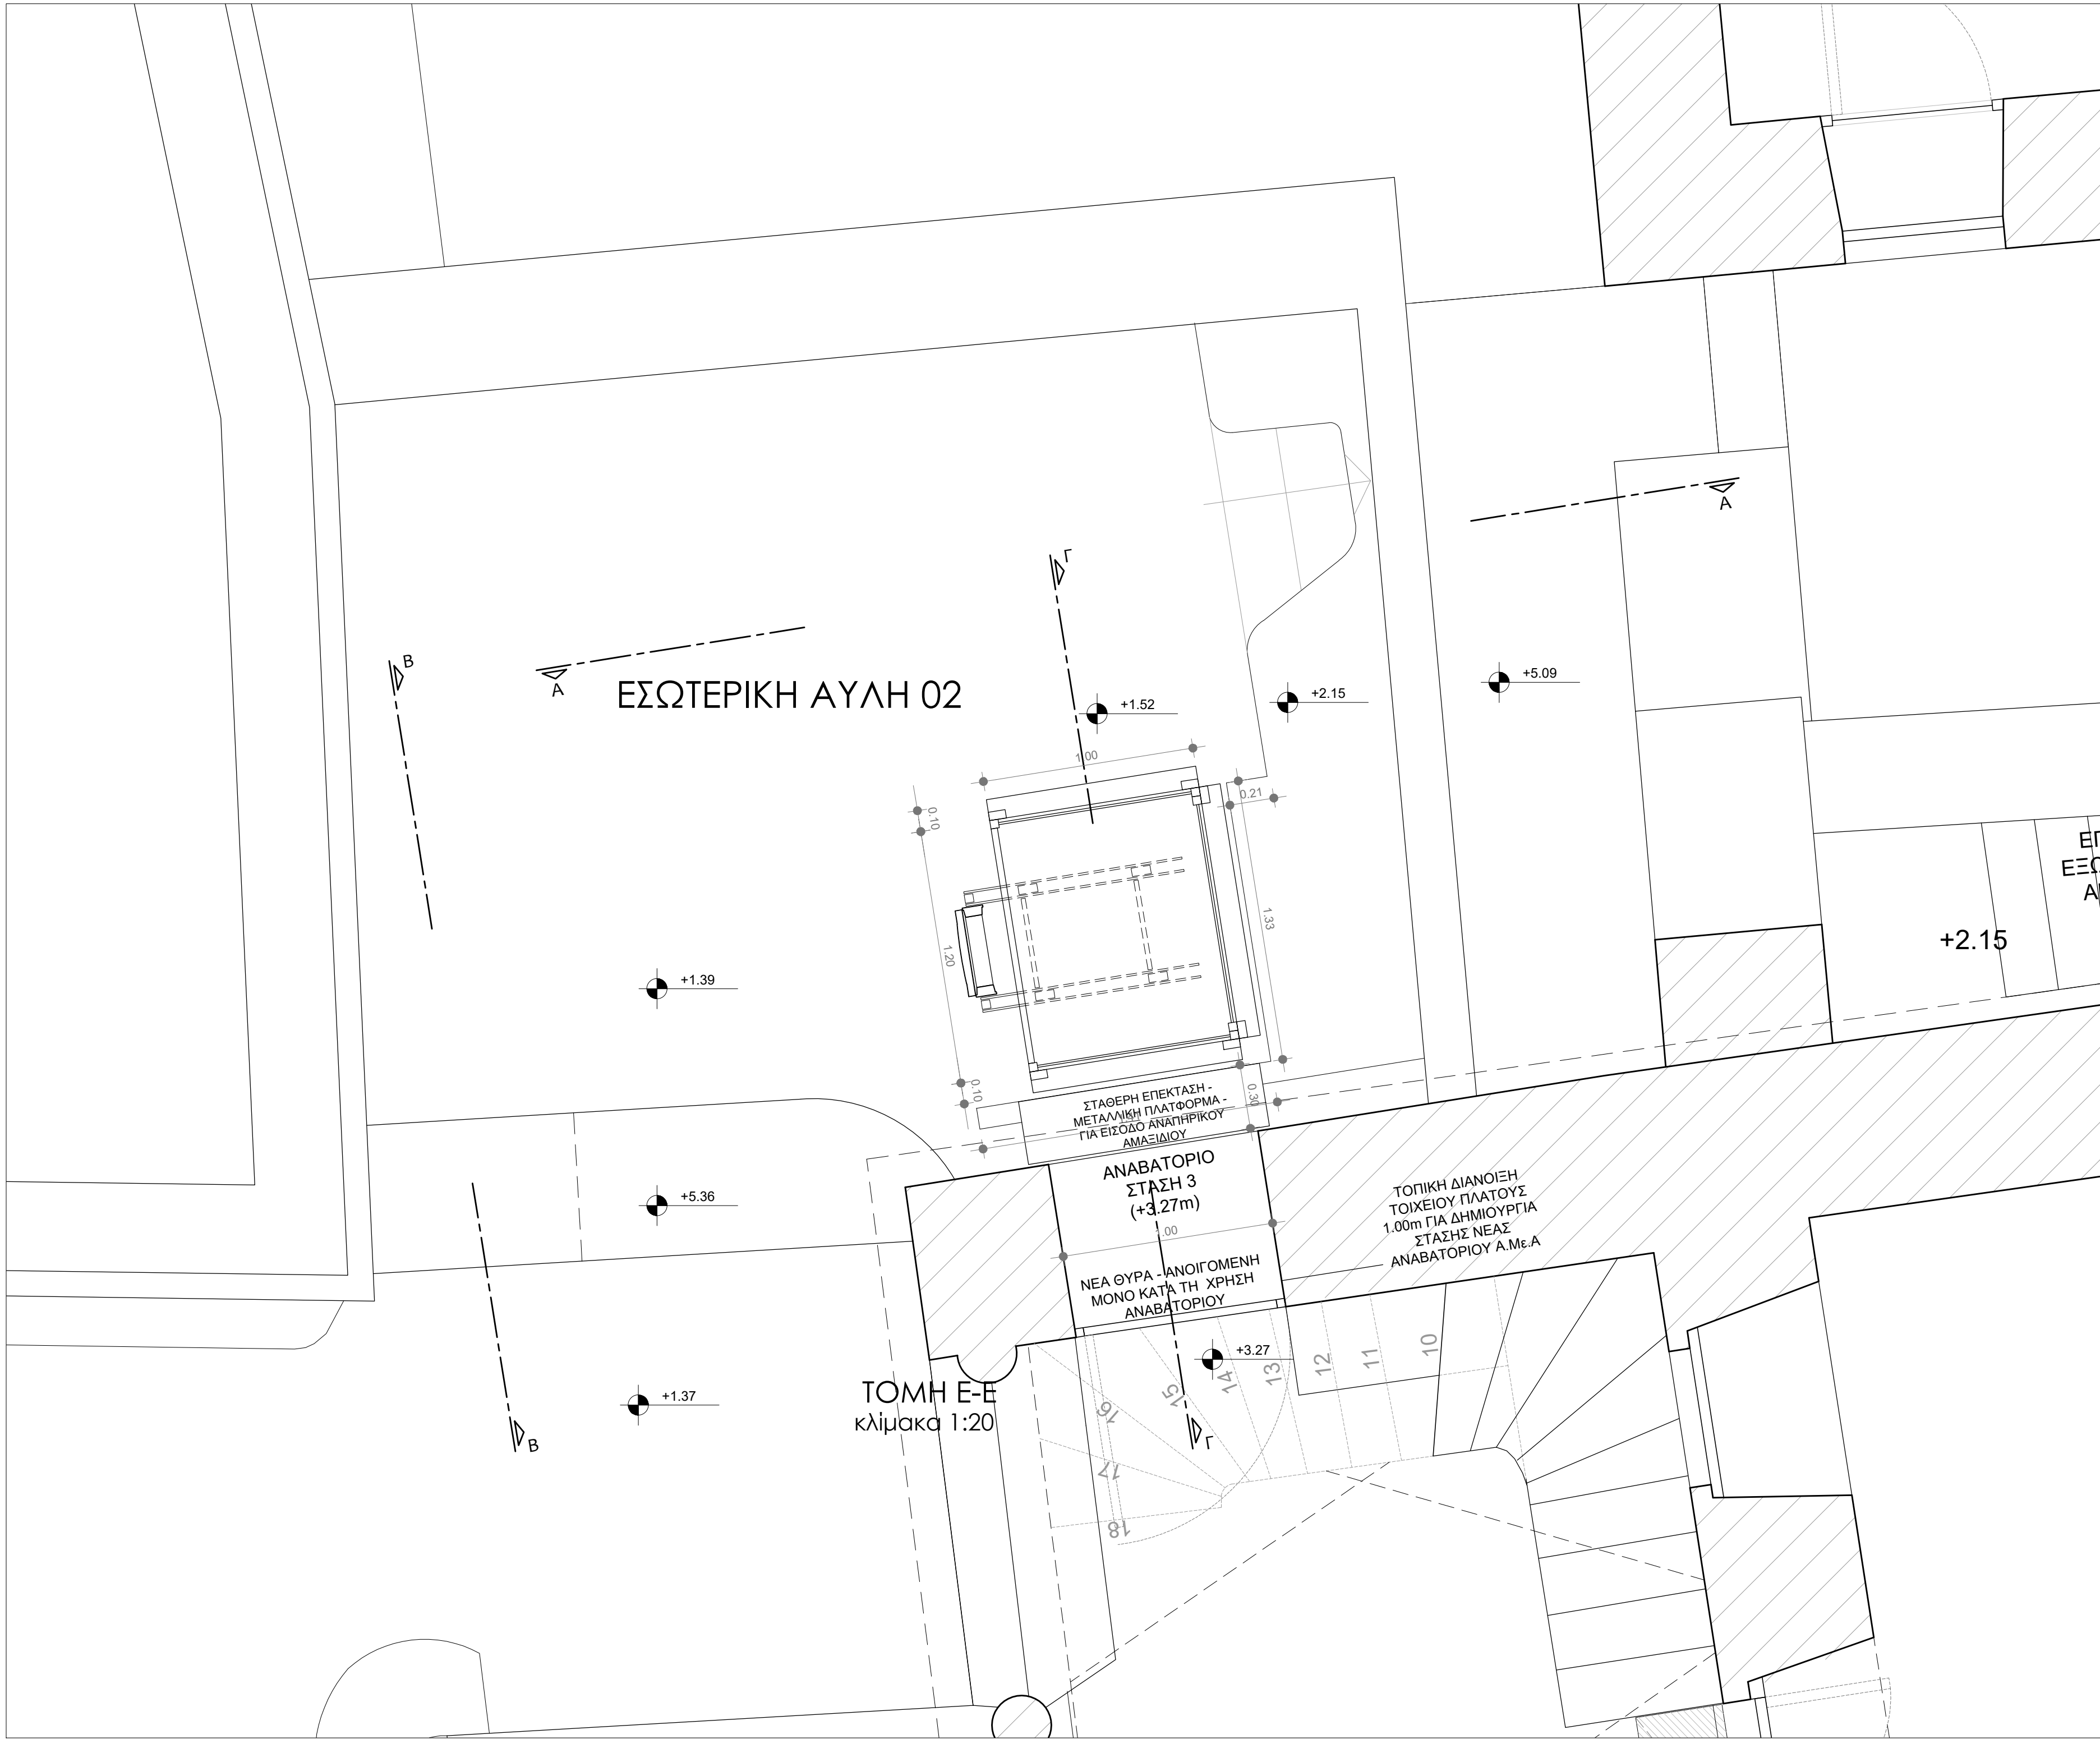 Γ
A
B
A
ΕΣΩΤΕΡΙΚΗ ΑΥΛΗ 02
+1.52
+2.15
+5.09
1.00
0.10
0.21
1.20
1.33
+1.39
+2.15
0.10
0.30
ΣΤΑΘΕΡΗ ΕΠΕΚΤΑΣΗ -
ΜΕΤΑΛΛΙΚΗ ΠΛΑΤΦΟΡΜΑ -
ΓΙΑ ΕΙΣΟΔΟ ΑΝΑΠΗΡΙΚΟΥ
ΑΜΑΞΙΔΙΟΥ
ΑΝΑΒΑΤΟΡΙΟ
ΣΤΑΣΗ 3
(+3.27m)
1.00
ΝΕΑ ΘΥΡΑ - ΑΝΟΙΓΟΜΕΝΗ
ΜΟΝΟ ΚΑΤΑ ΤΗ ΧΡΗΣΗ
ΑΝΑΒΑΤΟΡΙΟΥ
ΤΟΠΙΚΗ ΔΙΑΝΟΙΞΗ
ΤΟΙΧΕΙΟΥ ΠΛΑΤΟΥΣ
1.00m ΓΙΑ ΔΗΜΙΟΥΡΓΙΑ
ΣΤΑΣΗΣ ΝΕΑΣ
ΑΝΑΒΑΤΟΡΙΟΥ Α.Με.Α
+5.36
+3.27
10
11
12
13
14
15
16
17
18
+1.37
ΤΟΜΗ Ε-Ε
κλίμακα 1:20
B
Γ